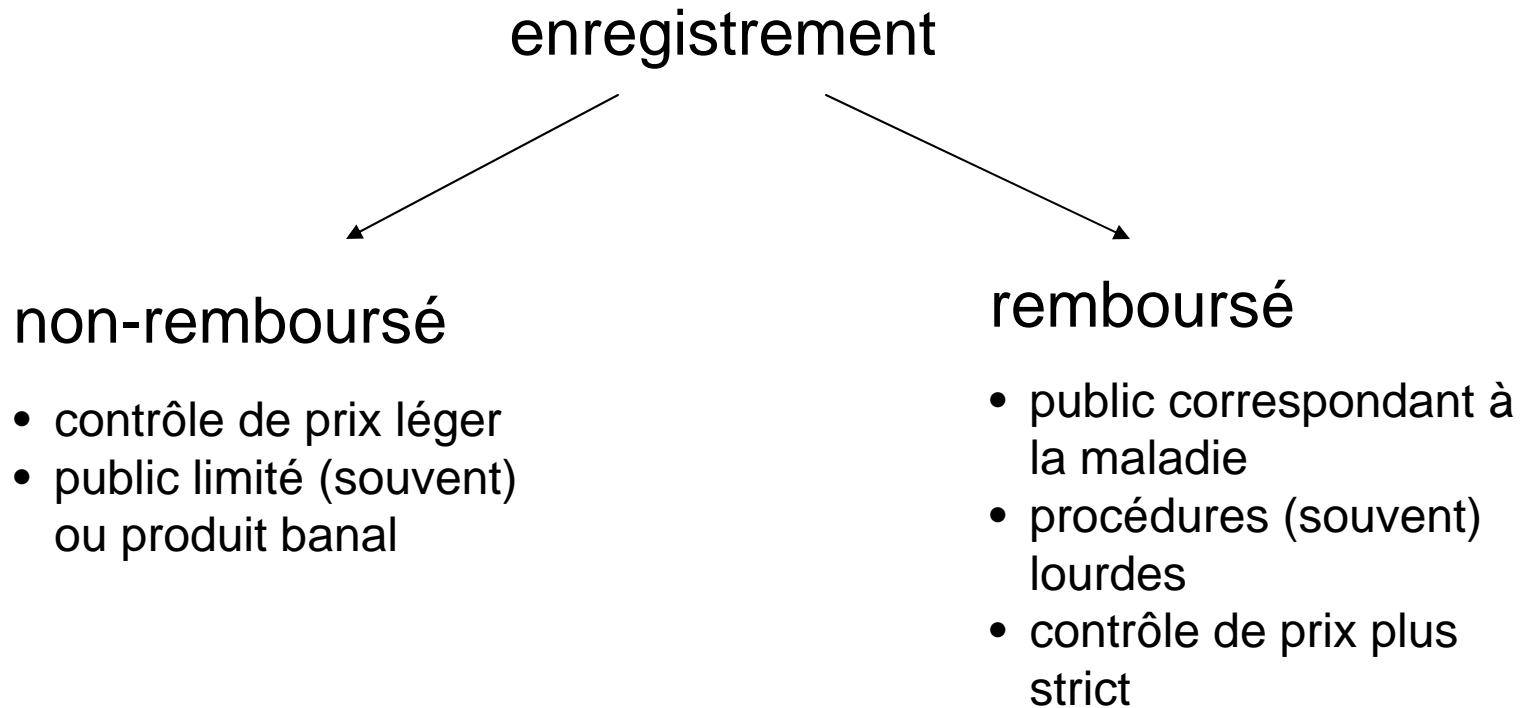 enregistrement
non-remboursé
• contrôle de prix léger
• public limité (souvent)
ou produit banal
remboursé
• public correspondant à
la maladie
• procédures (souvent)
lourdes
• contrôle de prix plus
strict